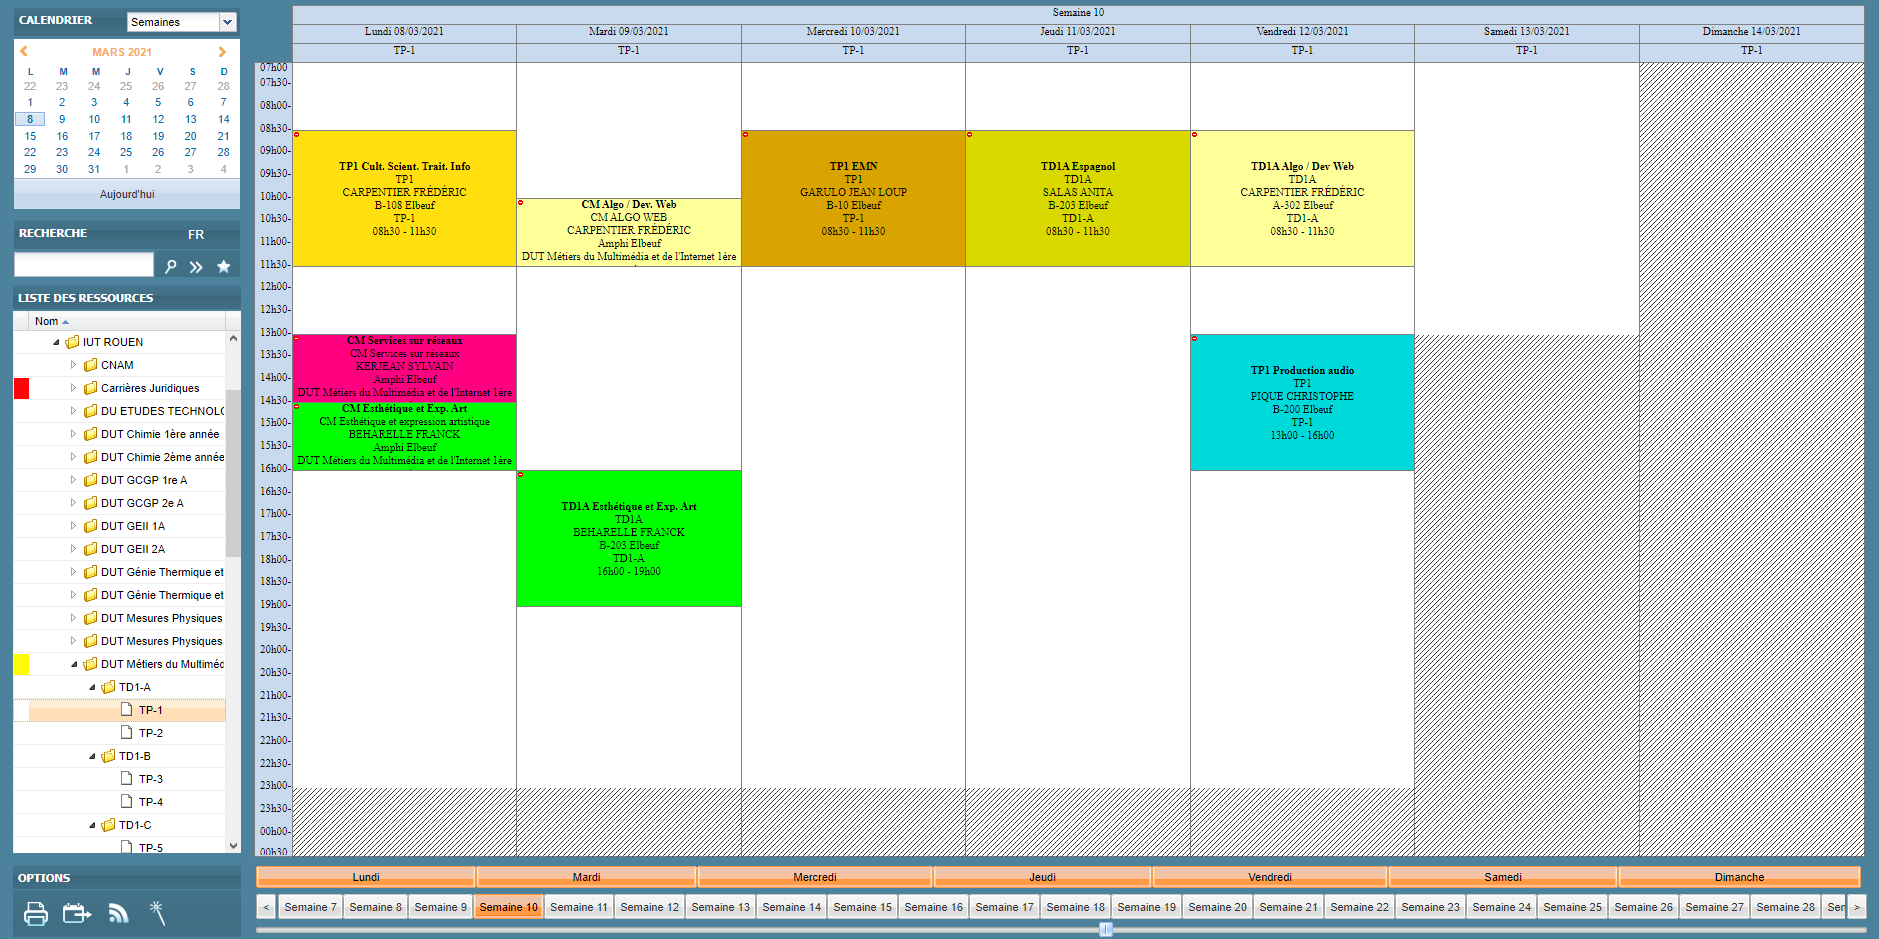 CALENDRIER
Semaines
MARS 2021
L M M J V S D
22 23 24 25 26 27 28
1 2 3 4 5 6 7
8 9 10 11 12 13 14
15 16 17 18 19 20 21
22 23 24 25 26 27 28
29 30 31 1 2 3 4
Aujourd'hui
RECHERCHE FR
LISTE DES RESSOURCES
Nom
IUT ROUEN
CNAM
Carrières Juridiques
DU ETUDES TECHNOLO
DUT Chimie 1ère année
DUT Chimie 2ème année
DUT GCGP 1re A
DUT GCGP 2e A
DUT GEII 1A
DUT GEII 2A
DUT Génie Thermique et
DUT Génie Thermique et
DUT Mesures Physiques
DUT Mesures Physiques
DUT Métiers du Multiméd
TD1-A
TP-1
TP-2
TD1-B
TP-3
TP-4
TD1-C
TP-5
OPTIONS
Semaine 10
Lundi 08/03/2021 Mardi 09/03/2021 Mercredi 10/03/2021 Jeudi 11/03/2021 Vendredi 12/03/2021 Samedi 13/03/2021 Dimanche 14/03/2021
TP-1 TP-1 TP-1 TP-1 TP-1 TP-1 TP-1
07h00
07h30-
08h00-
08h30-
09h00-
09h30-
10h00-
10h30-
11h00-
11h30-
12h00-
12h30-
13h00-
13h30-
14h00-
14h30-
15h00-
15h30-
16h00-
16h30-
17h00-
17h30-
18h00-
18h30-
19h00-
19h30-
20h00-
20h30-
21h00-
21h30-
22h00-
22h30-
23h00-
23h30-
00h00-
00h30
TP1 Cult. Scient. Trait. Info
TP1
CARPENTIER FRÉDÉRIC
B-108 Elbeuf
TP-1
08h30 - 11h30
CM Services sur réseaux
CM Services sur réseaux
KERJEAN SYLVAIN
Amphi Elbeuf
DUT Métiers du Multimédia et de l'Internet 1ère
CM Esthétique et Exp. Art
CM Esthétique et expression artistique
BEHARELLE FRANCK
Amphi Elbeuf
DUT Métiers du Multimédia et de l'Internet 1ère
CM Algo / Dev. Web
CM ALGO WEB
CARPENTIER FRÉDÉRIC
Amphi Elbeuf
DUT Métiers du Multimédia et de l'Internet 1ère
TD1A Esthétique et Exp. Art
TD1A
BEHARELLE FRANCK
B-203 Elbeuf
TD1-A
16h00 - 19h00
TP1 EMN
TP1
GARULO JEAN LOUP
B-10 Elbeuf
TP-1
08h30 - 11h30
TD1A Espagnol
TD1A
SALAS ANITA
B-203 Elbeuf
TD1-A
08h30 - 11h30
TD1A Algo / Dev Web
TD1A
CARPENTIER FRÉDÉRIC
A-302 Elbeuf
TD1-A
08h30 - 11h30
TP1 Production audio
TP1
PIQUE CHRISTOPHE
B-200 Elbeuf
TP-1
13h00 - 16h00
Lundi Mardi Mercredi Jeudi Vendredi Samedi Dimanche
< Semaine 7 Semaine 8 Semaine 9 Semaine 10 Semaine 11 Semaine 12 Semaine 13 Semaine 14 Semaine 15 Semaine 16 Semaine 17 Semaine 18 Semaine 19 Semaine 20 Semaine 21 Semaine 22 Semaine 23 Semaine 24 Semaine 25 Semaine 26 Semaine 27 Semaine 28 Sem >